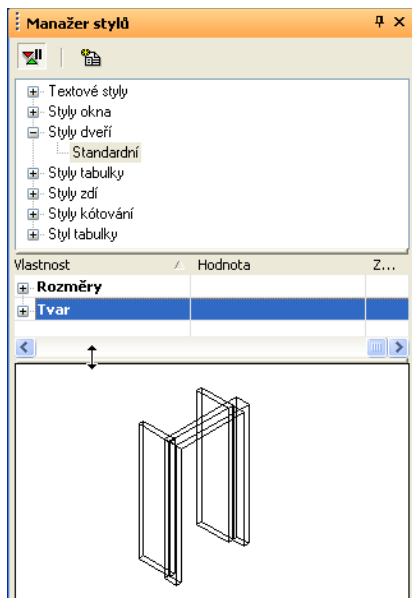 Manažer stylů
Textové styly
Styly okna
Styly dveří
Standardní
Styly tabulky
Styly zdí
Styly kótování
Styl tabulky
Vlastnost Hodnota Z...
Rozměry
Tvar